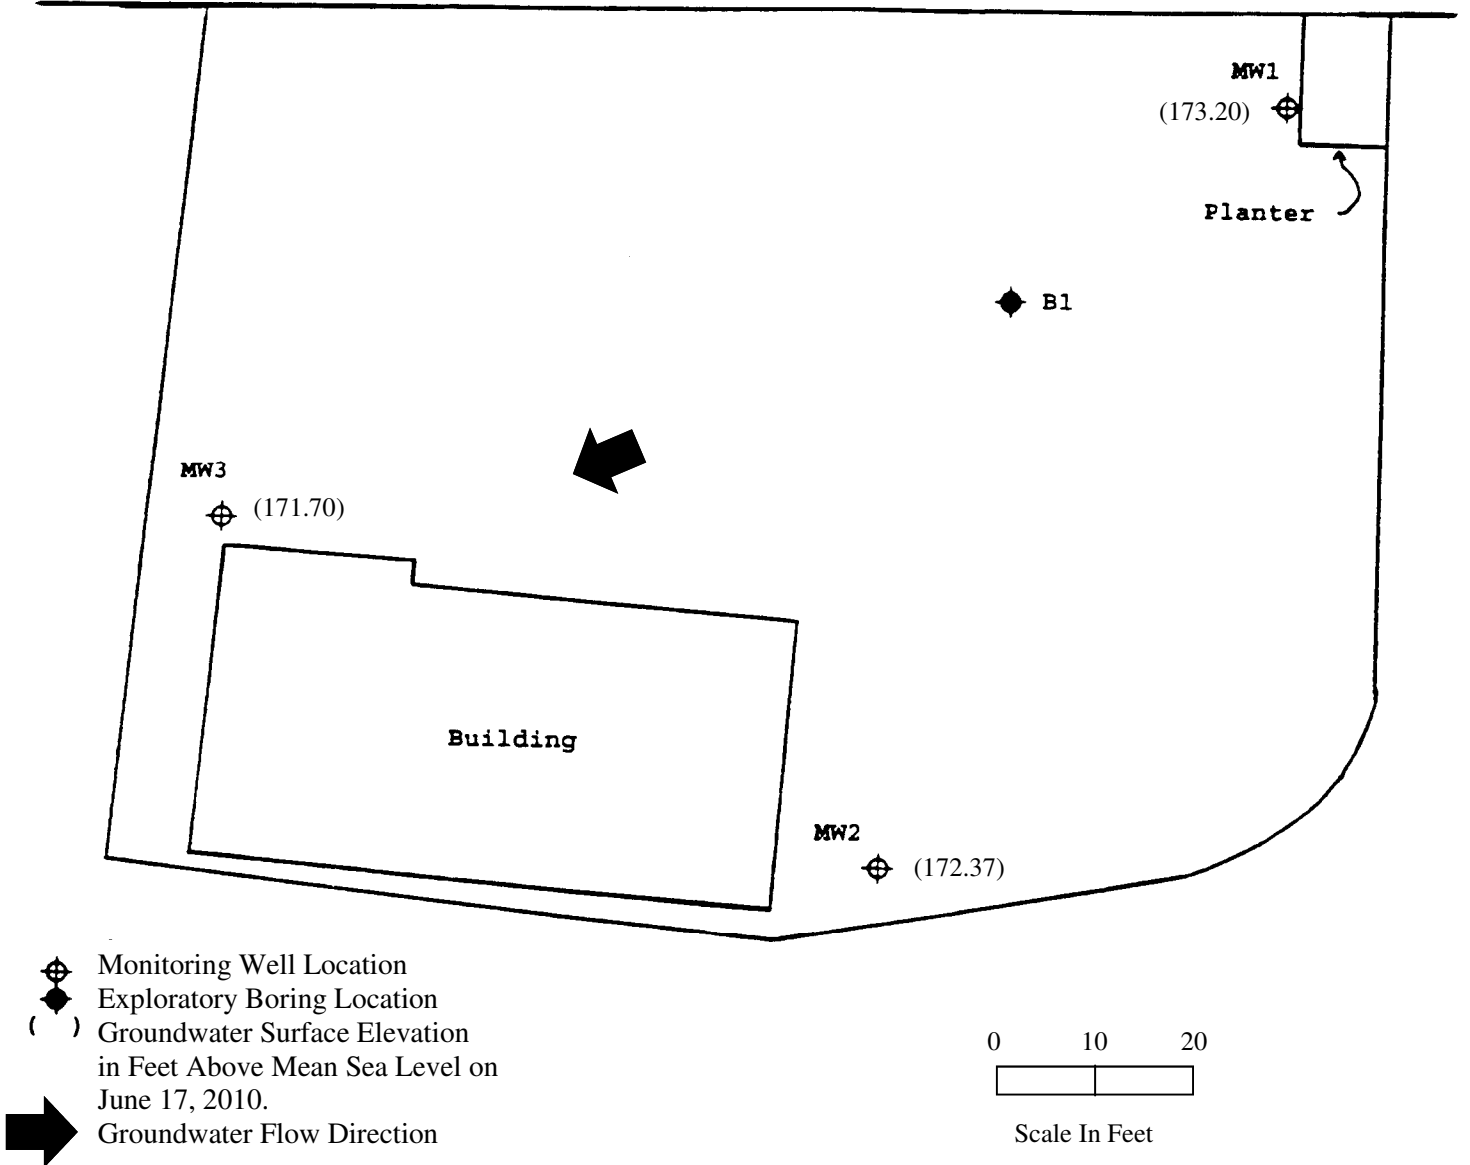 MW1
(173.20)
Planter
B1
MW3
(171.70)
Building
MW2
(172.37)
Monitoring Well Location
Exploratory Boring Location
( ) Groundwater Surface Elevation
in Feet Above Mean Sea Level on
June 17, 2010.
Groundwater Flow Direction
0 10 20
Scale In Feet